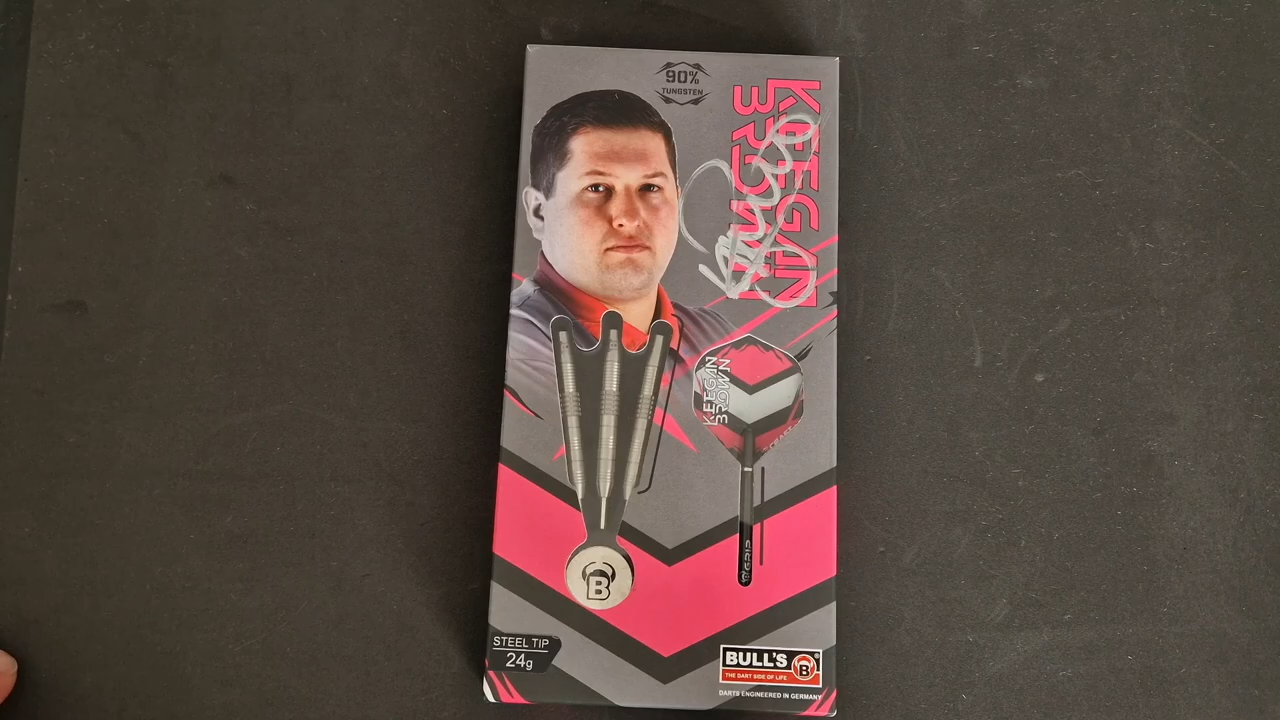 90%
TUNGSTEN
KEEGAN
BROWN
KEEGAN
BROWN
GRIP
B
STEEL TIP
24g
BULL'S
B
THE DART SIDE OF LIFE
DARTS ENGINEERED IN GERMANY